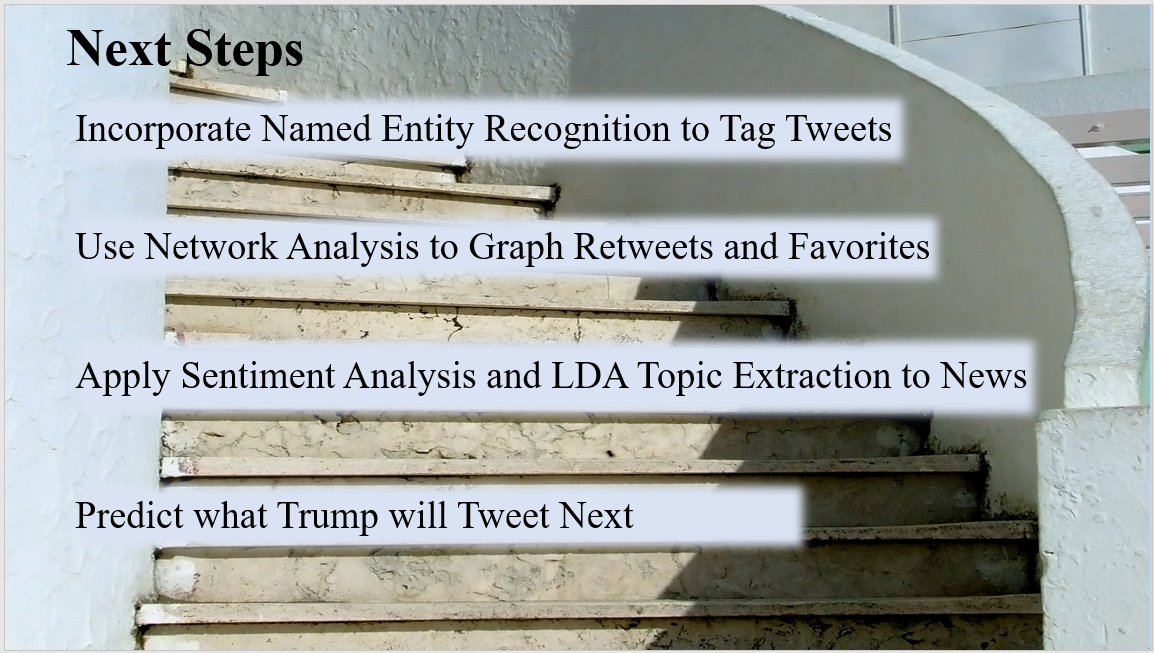 Next Steps
Incorporate Named Entity Recognition to Tag Tweets
Use Network Analysis to Graph Retweets and Favorites
Apply Sentiment Analysis and LDA Topic Extraction to News
Predict what Trump will Tweet Next